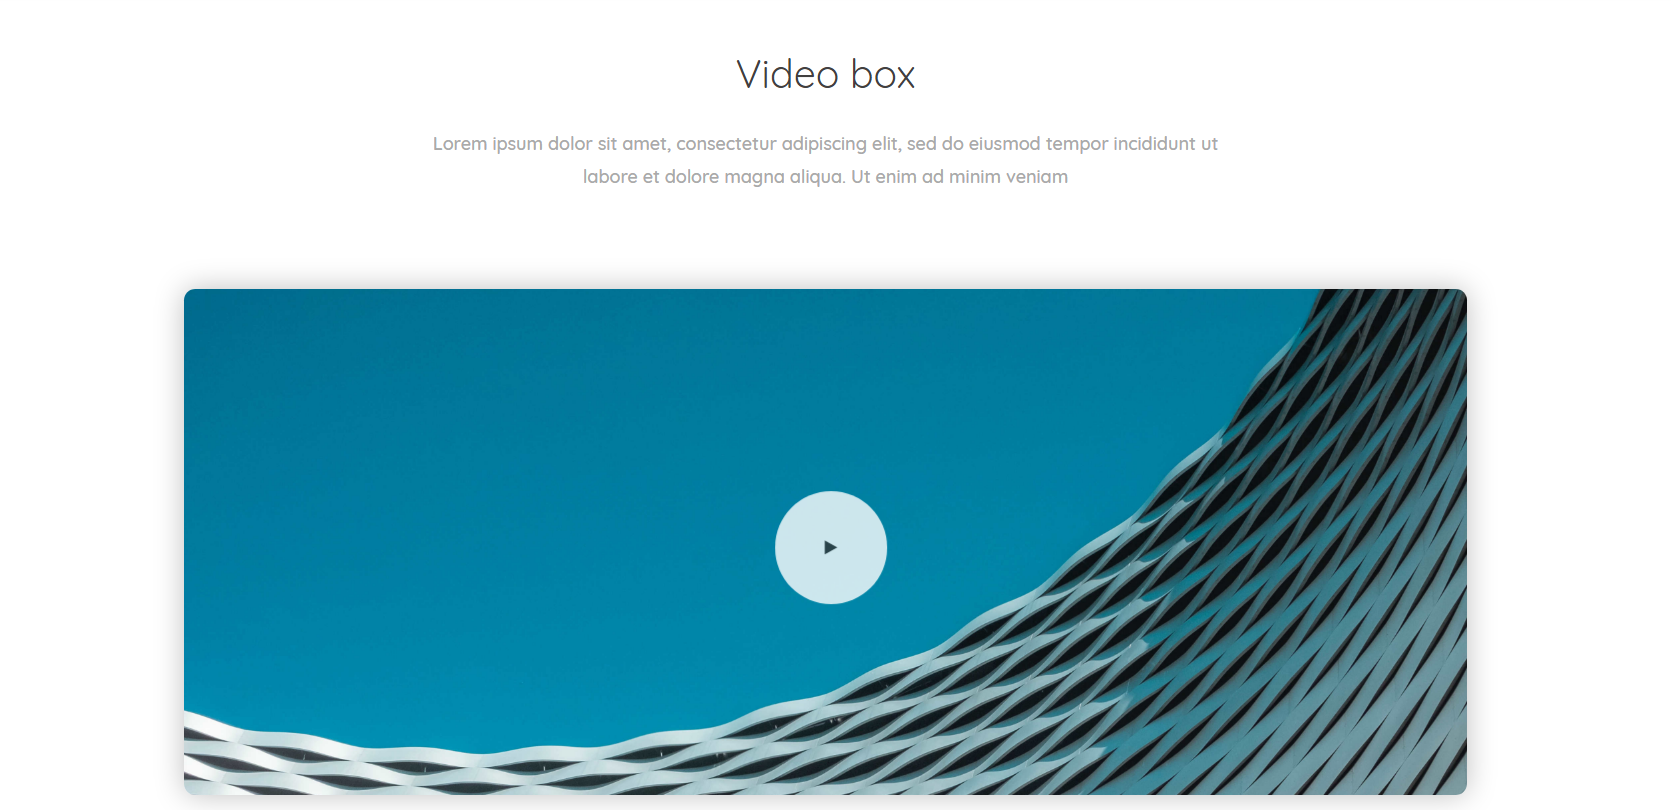 Video box
Lorem ipsum dolor sit amet, consectetur adipiscing elit, sed do eiusmod tempor incididunt ut
labore et dolore magna aliqua. Ut enim ad minim veniam